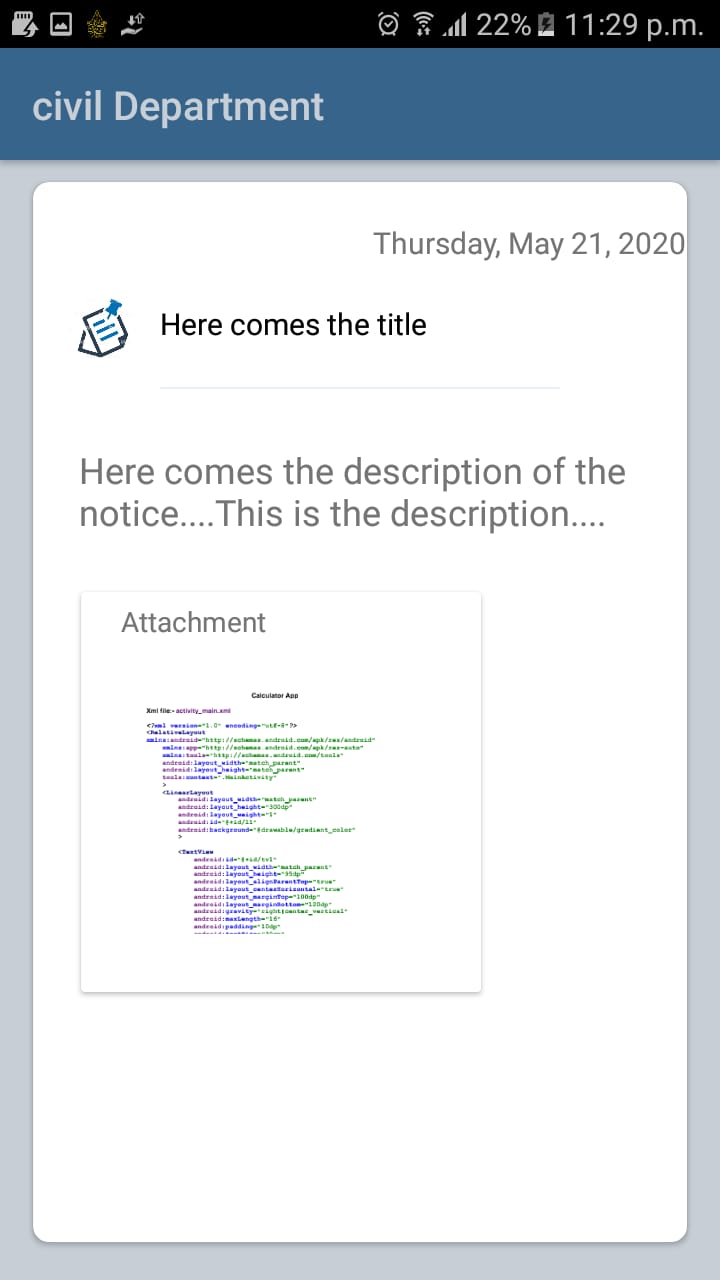 22% 11:29 p.m.
civil Department
Thursday, May 21, 2020
Here comes the title
Here comes the description of the
notice....This is the description....
Attachment
Calculator App
Xml file:- activity_main.xml
<?xml version="1.0" encoding="utf-8"?>
<RelativeLayout
xmlns:android="http://schemas.android.com/apk/res/android"
xmlns:app="http://schemas.android.com/apk/res-auto"
xmlns:tools="http://schemas.android.com/tools"
android:layout_width="match_parent"
android:layout_height="match_parent"
tools:context=".MainActivity"
>
<LinearLayout
android:layout_width="match_parent"
android:layout_height="300dp"
android:layout_weight="1"
android:id="@+id/l1"
android:background="@drawable/gradient_color"
>
<TextView
android:id="@+id/tv1"
android:layout_width="match_parent"
android:layout_height="95dp"
android:layout_alignParentTop="true"
android:layout_centerHorizontal="true"
android:layout_marginTop="100dp"
android:layout_marginBottom="120dp"
android:gravity="right|center_vertical"
android:maxLength="16"
android:padding="10dp"